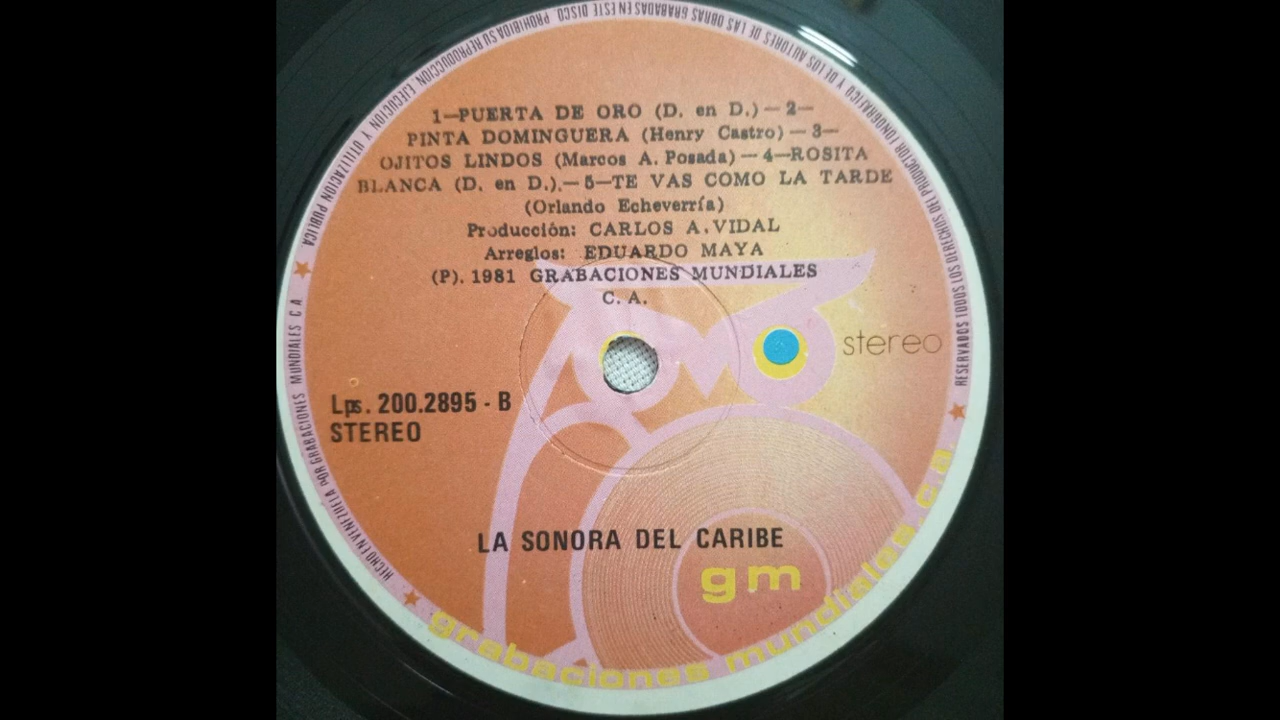 1—PUERTA DE ORO (D. en D.)—2—
PINTA DOMINGUERA (Henry Castro)—3—
OJITOS LINDOS (Marcos A. Posada)—4—ROSITA
BLANCA (D. en D.).—5—TE VAS COMO LA TARDE
(Orlando Echeverría)
Producción: CARLOS A. VIDAL
Arreglos: EDUARDO MAYA
(P). 1981 GRABACIONES MUNDIALES
C. A.
stereo
Lps. 200.2895 - B
STEREO
LA SONORA DEL CARIBE
gm
grabaciones mundiales c.a.
HECHO EN VENEZUELA POR GRABACIONES MUNDIALES C A
RESERVADOS TODOS LOS DERECHOS DEL PRODUCTOR FONOGRAFICO Y DE LOS AUTORES DE LAS OBRAS GRABADAS EN ESTE DISCO PROHIBIDA SU REPRODUCCION, EJECUCION Y UTILIZACION PUBLICA